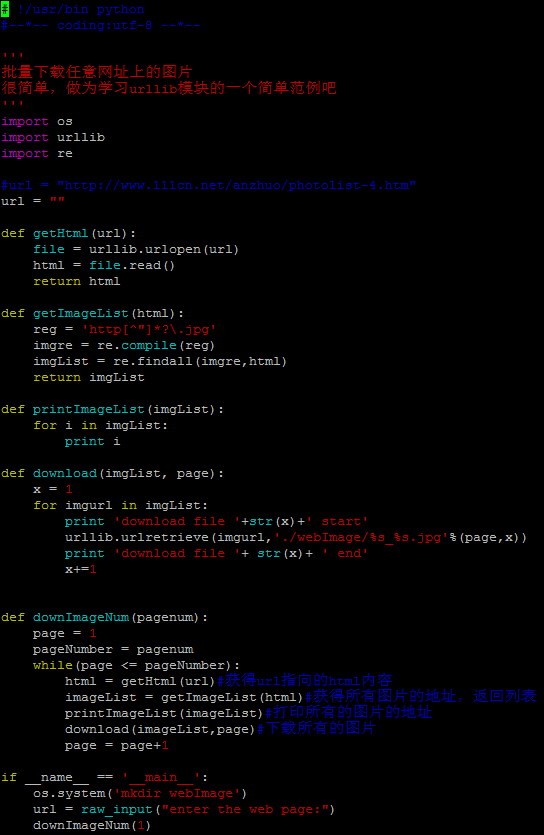 # :/usr/bin python
#--*-- coding:utf-8 --*--
'''
批量下载任意网址上的图片
很简单，做为学习urllib模块的一个简单范例吧
'''
import os
import urllib
import re
#url = "http://www.111cn.net/anzhuo/photolist-4.htm"
url = ""
def getHtml(url):
    file = urllib.urlopen(url)
    html = file.read()
    return html
def getImageList(html):
    reg = 'http[^"]*?\.jpg'
    imgre = re.compile(reg)
    imgList = re.findall(imgre,html)
    return imgList
def printImageList(imgList):
    for i in imgList:
        print i
def download(imgList, page):
    x = 1
    for imgurl in imgList:
        print 'download file '+str(x)+' start'
        urllib.urlretrieve(imgurl,'./webImage/%s_%s.jpg'%(page,x))
        print 'download file '+ str(x)+ ' end'
        x+=1
def downImageNum(pagenum):
    page = 1
    pageNumber = pagenum
    while(page <= pageNumber):
        html = getHtml(url)#获得url指向的html内容
        imageList = getImageList(html)#获得所有图片的地址，返回列表
        printImageList(imageList)#打印所有的图片的地址
        download(imageList,page)#下载所有的图片
        page = page+1
if __name__ == '__main__':
    os.system('mkdir webImage')
    url = raw_input("enter the web page:")
    downImageNum(1)